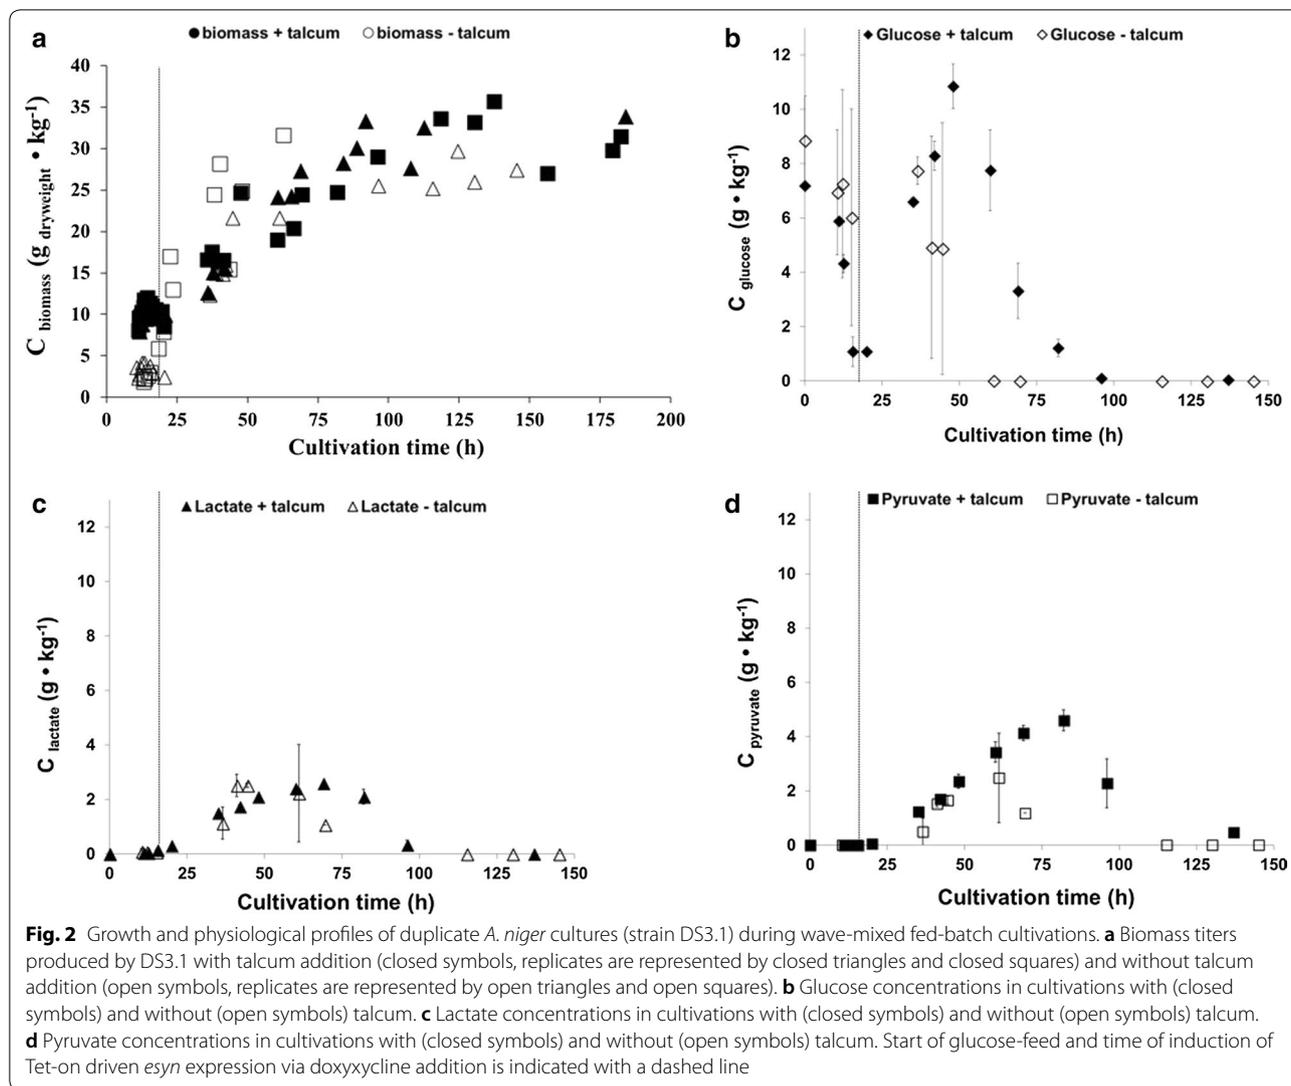 a
● biomass + talcum ○ biomass - talcum
C biomass (g dryweight • kg-1)
40
35
30
25
20
15
10
5
0
0 25 50 75 100 125 150 175 200
Cultivation time (h)
b
◆ Glucose + talcum ◇ Glucose - talcum
C glucose (g • kg-1)
12
10
8
6
4
2
0
0 25 50 75 100 125 150
Cultivation time (h)
c
▲ Lactate + talcum △ Lactate - talcum
C lactate (g • kg-1)
12
10
8
6
4
2
0
0 25 50 75 100 125 150
Cultivation time (h)
d
■ Pyruvate + talcum □ Pyruvate - talcum
C pyruvate (g • kg-1)
12
10
8
6
4
2
0
0 25 50 75 100 125 150
Cultivation time (h)
Fig. 2 Growth and physiological profiles of duplicate A. niger cultures (strain DS3.1) during wave-mixed fed-batch cultivations. a Biomass titers
produced by DS3.1 with talcum addition (closed symbols, replicates are represented by closed triangles and closed squares) and without talcum
addition (open symbols, replicates are represented by open triangles and open squares). b Glucose concentrations in cultivations with (closed
symbols) and without (open symbols) talcum. c Lactate concentrations in cultivations with (closed symbols) and without (open symbols) talcum.
d Pyruvate concentrations in cultivations with (closed symbols) and without (open symbols) talcum. Start of glucose-feed and time of induction of
Tet-on driven esyn expression via doxyxycline addition is indicated with a dashed line